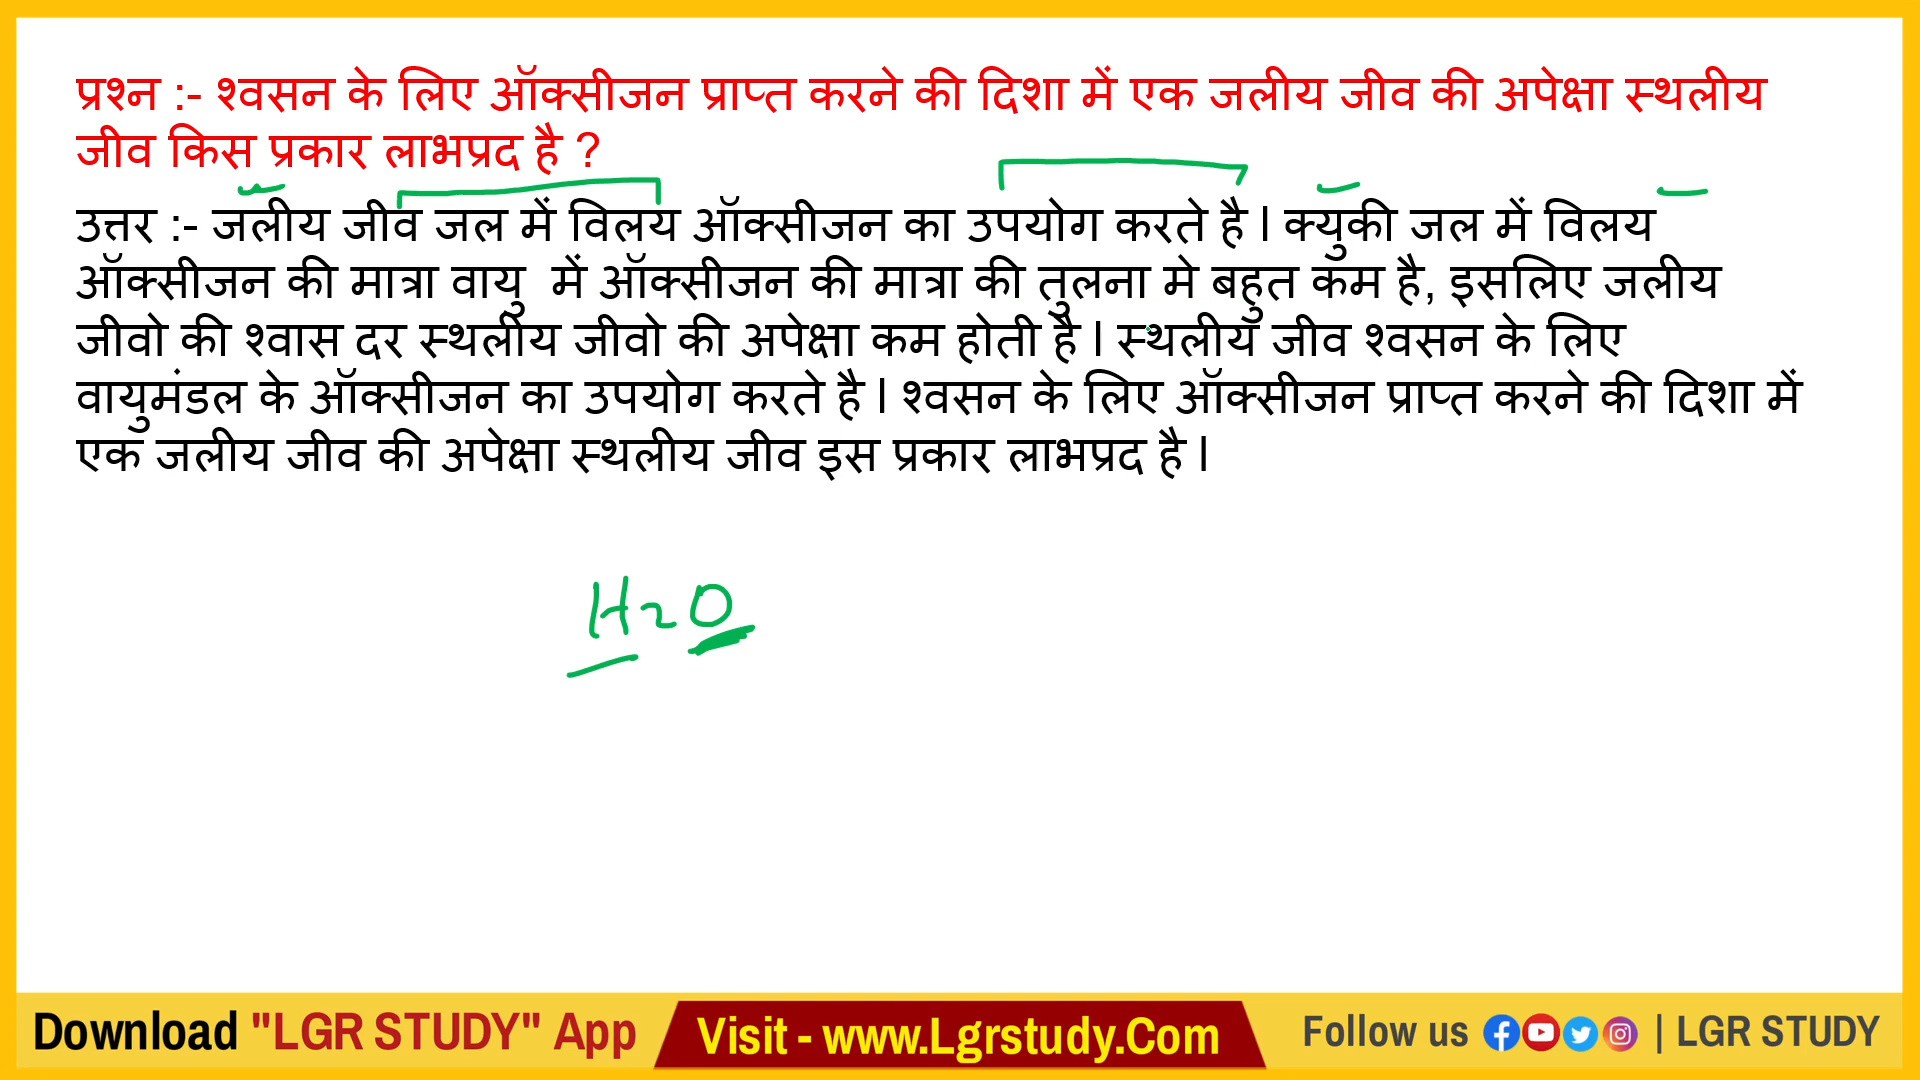 प्रश्न :- श्वसन के लिए ऑक्सीजन प्राप्त करने की दिशा में एक जलीय जीव की अपेक्षा स्थलीय
जीव किस प्रकार लाभप्रद है ?
उत्तर :- जलीय जीव जल में विलय ऑक्सीजन का उपयोग करते है l क्युकी जल में विलय
ऑक्सीजन की मात्रा वायु में ऑक्सीजन की मात्रा की तुलना मे बहुत कम है, इसलिए जलीय
जीवो की श्वास दर स्थलीय जीवो की अपेक्षा कम होती है l स्थलीय जीव श्वसन के लिए
वायुमंडल के ऑक्सीजन का उपयोग करते है l श्वसन के लिए ऑक्सीजन प्राप्त करने की दिशा में
एक जलीय जीव की अपेक्षा स्थलीय जीव इस प्रकार लाभप्रद है l
H2O
Download "LGR STUDY" App Visit - www.Lgrstudy.Com Follow us | LGR STUDY